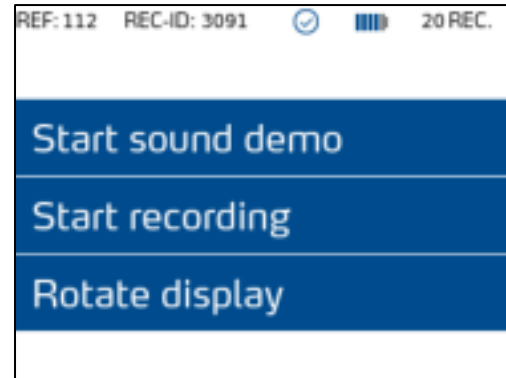 REF: 112 REC-ID: 3091 20 REC.
Start sound demo
Start recording
Rotate display